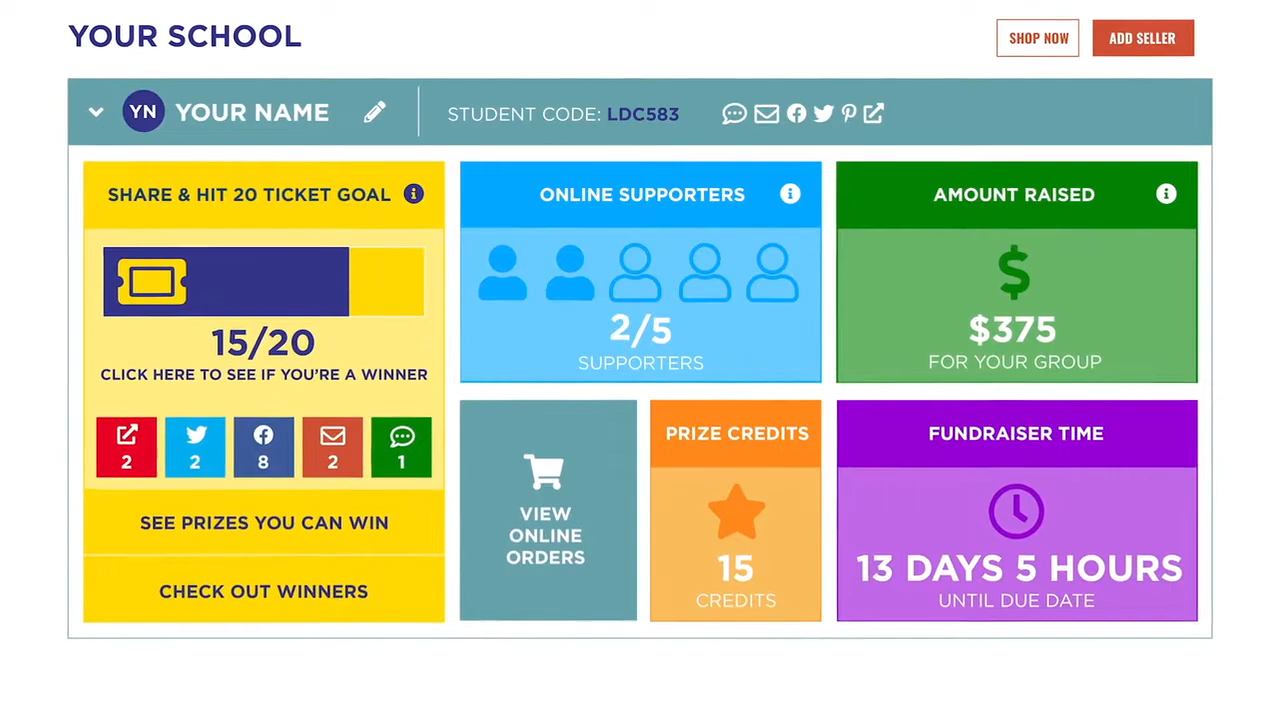 YOUR SCHOOL
SHOP NOW
ADD SELLER
YN
YOUR NAME
STUDENT CODE: LDC583
SHARE & HIT 20 TICKET GOAL
15/20
CLICK HERE TO SEE IF YOU'RE A WINNER
2
2
8
2
1
SEE PRIZES YOU CAN WIN
CHECK OUT WINNERS
ONLINE SUPPORTERS
2/5
SUPPORTERS
AMOUNT RAISED
$
$375
FOR YOUR GROUP
VIEW
ONLINE
ORDERS
PRIZE CREDITS
15
CREDITS
FUNDRAISER TIME
13 DAYS 5 HOURS
UNTIL DUE DATE